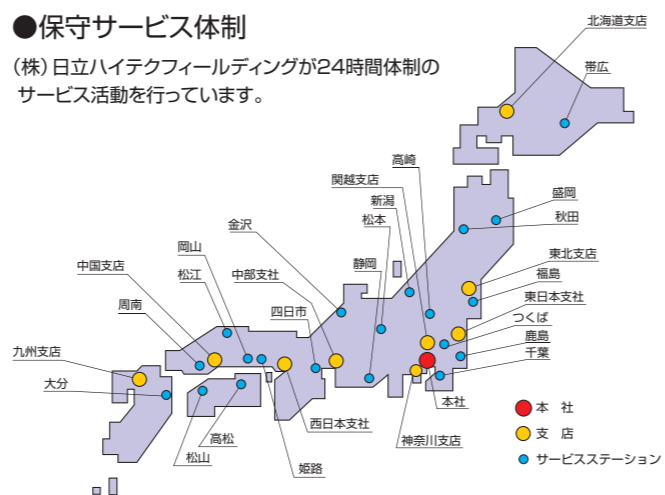 ●保守サービス体制
（株）日立ハイテクフィールディングが24時間体制の
サービス活動を行っています。
北海道支店
帯広
高崎
関越支店
新潟
松本
盛岡
秋田
金沢
静岡
岡山
中部支社
東北支店
中国支店
松江
福島
四日市
東日本支社
周南
つくば
鹿島
九州支店
千葉
大分
本社
西日本支社
神奈川支店
高松
松山
姫路
本　社
支　店
サービスステーション